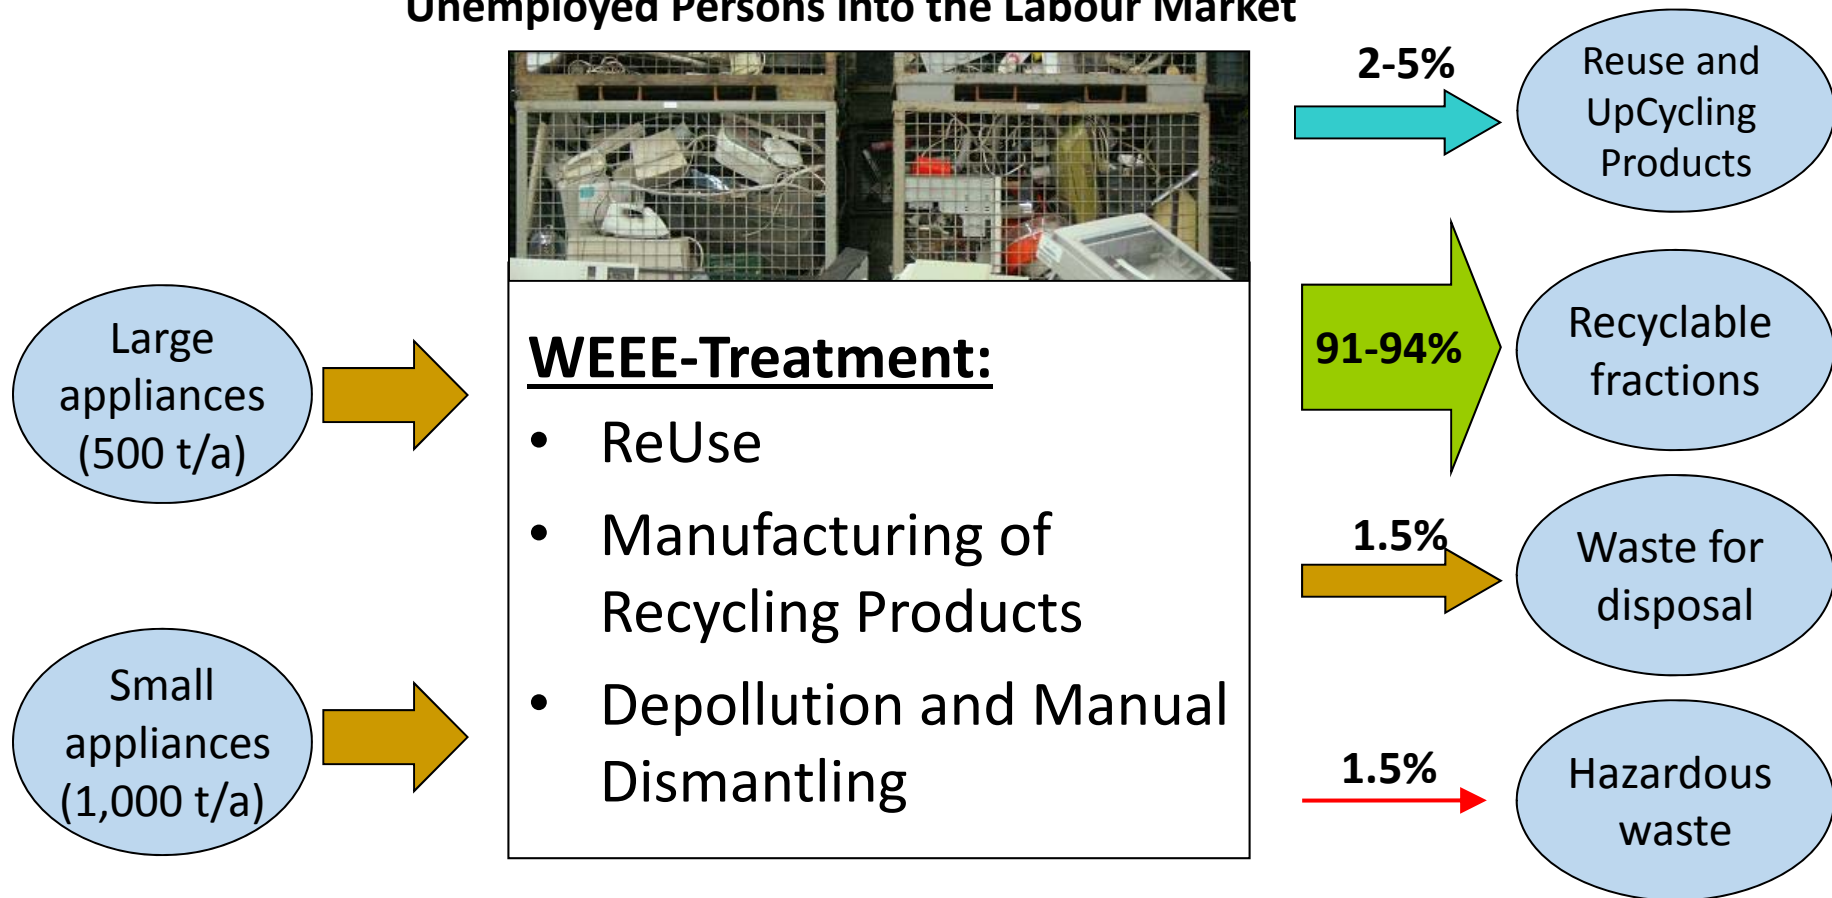 Unemployed Persons into the Labour Market
2-5%
Reuse and
UpCycling
Products
Large
appliances
(500 t/a)
WEEE-Treatment:
• ReUse
• Manufacturing of
Recycling Products
• Depollution and Manual
Dismantling
91-94%
Recyclable
fractions
1.5%
Waste for
disposal
Small
appliances
(1,000 t/a)
1.5%
Hazardous
waste